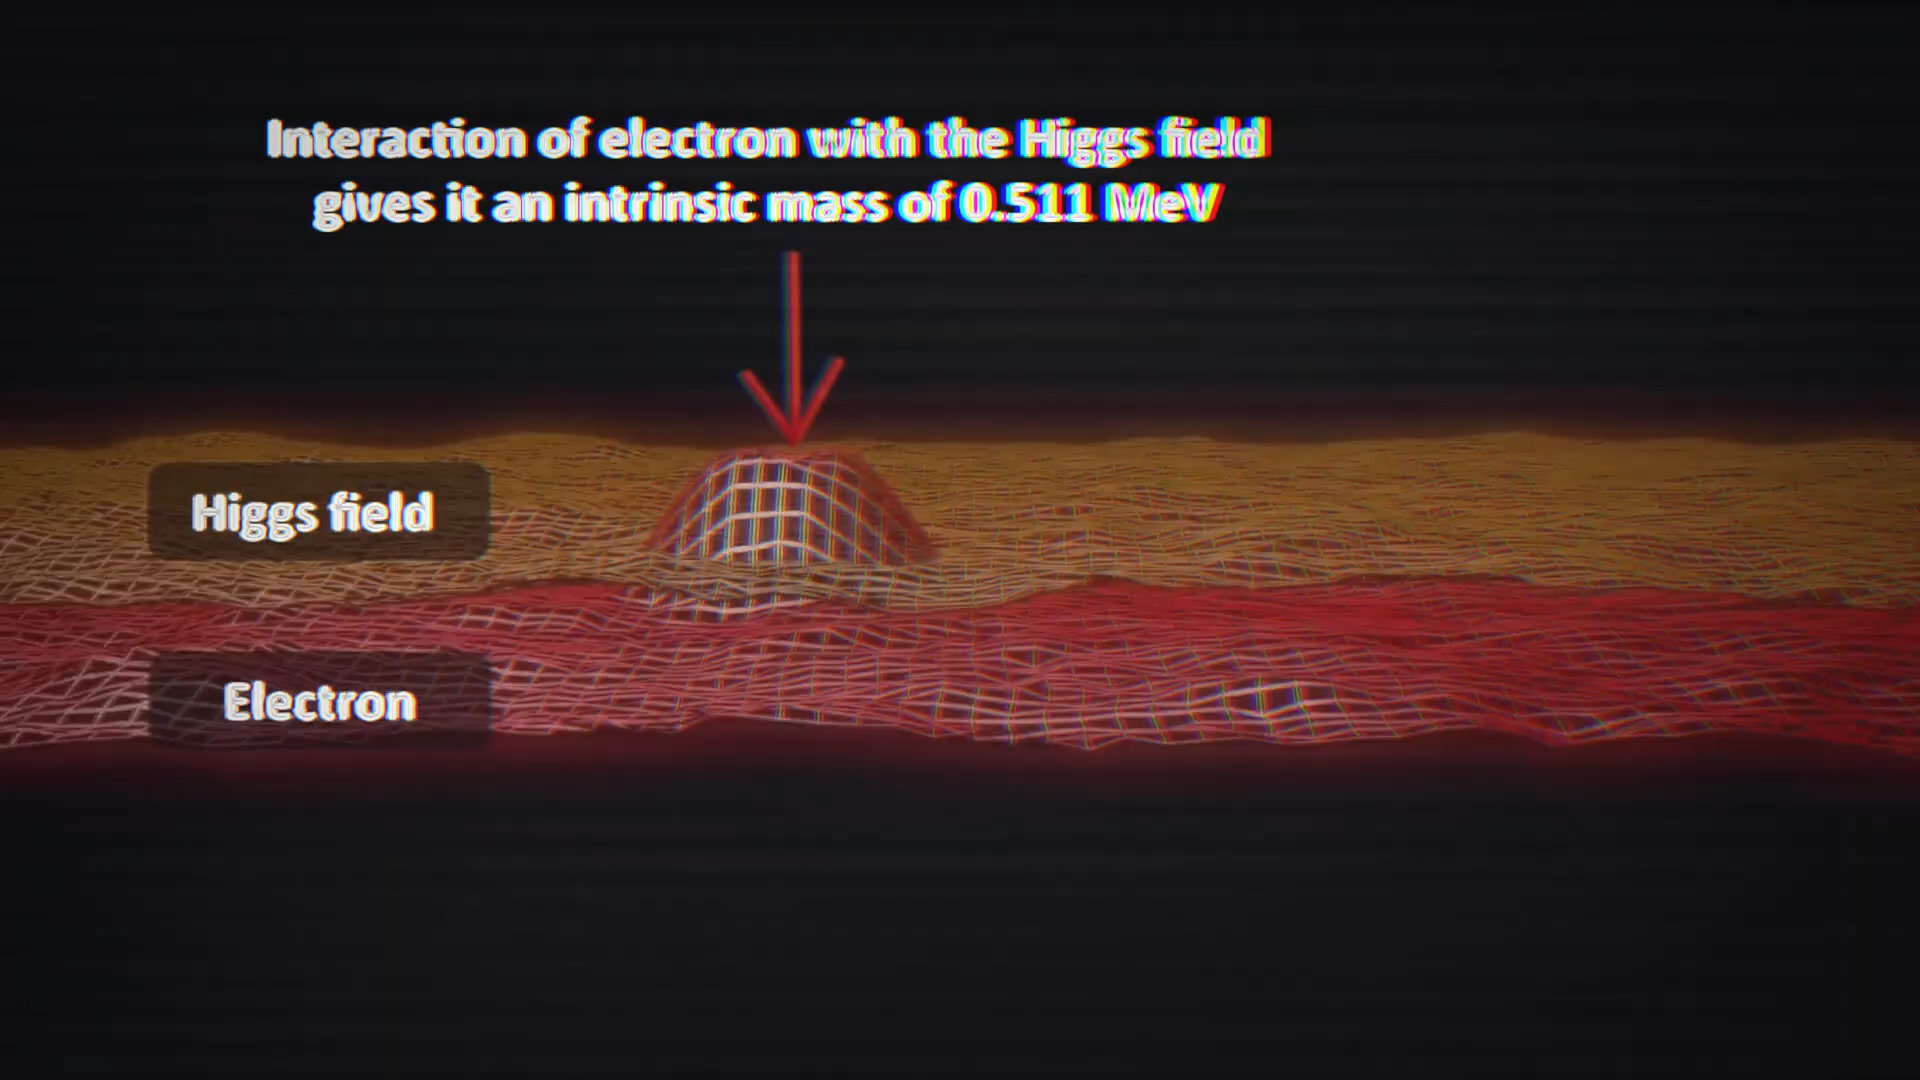 Interaction of electron with the Higgs field
gives it an intrinsic mass of 0.511 MeV
Higgs field
Electron